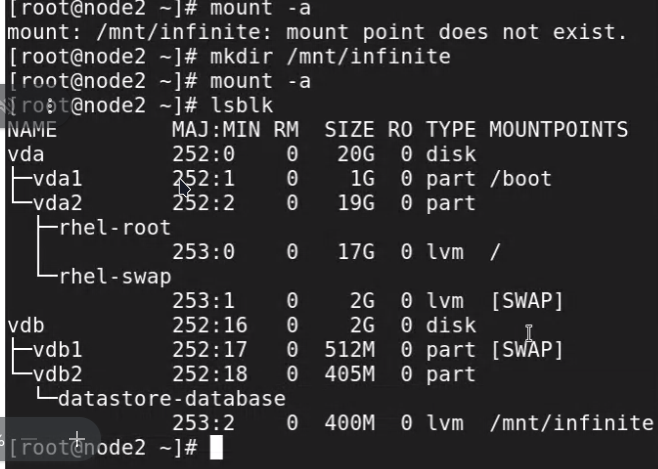 [root@node2 ~]# mount -a
mount: /mnt/infinite: mount point does not exist.
[root@node2 ~]# mkdir /mnt/infinite
[root@node2 ~]# mount -a
[root@node2 ~]# lsblk
NAME MAJ:MIN RM SIZE RO TYPE MOUNTPOINTS
vda 252:0 0 20G 0 disk
├─vda1 252:1 0 1G 0 part /boot
└─vda2 252:2 0 19G 0 part
├─rhel-root
253:0 0 17G 0 lvm /
└─rhel-swap
253:1 0 2G 0 lvm [SWAP]
vdb 252:16 0 2G 0 disk
├─vdb1 252:17 0 512M 0 part [SWAP]
└─vdb2 252:18 0 405M 0 part
└─datastore-database
253:2 0 400M 0 lvm /mnt/infinite
[root@node2 ~]#